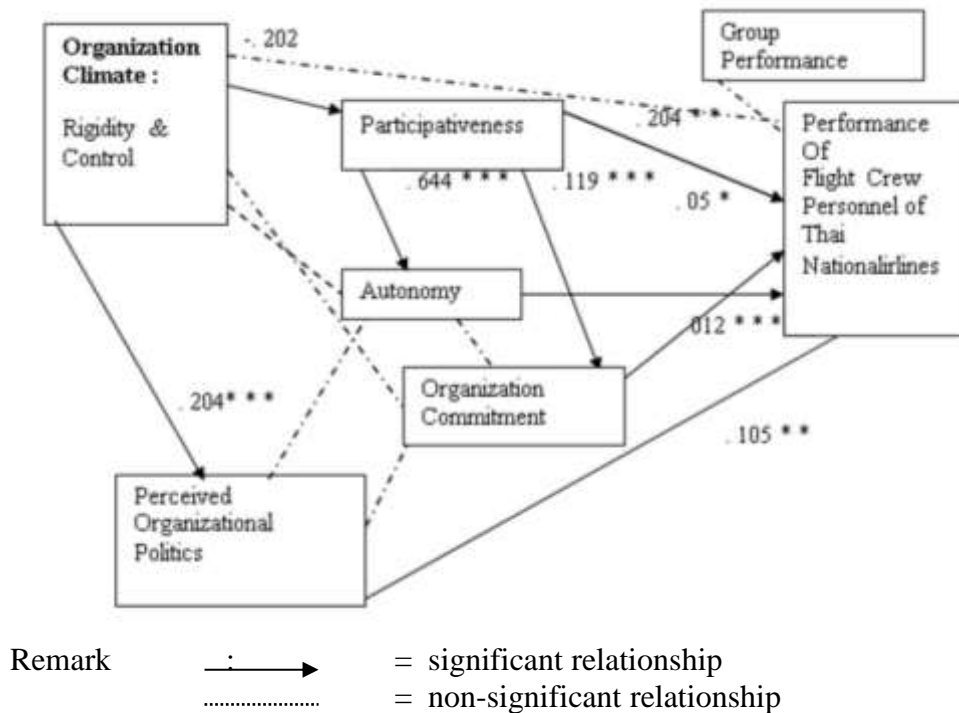 Organization
Climate :
Rigidity &
Control
-. 202
Group
Performance
Participativeness
. 204 * *
Performance
Of
Flight Crew
Personnel of
Thai
Nationalirlines
. 644 * * *
. 119 * * *
. 05 *
Autonomy
012 * * *
Organization
Commitment
. 204* * *
. 105 * *
Perceived
Organizational
Politics
Remark : = significant relationship
= non-significant relationship